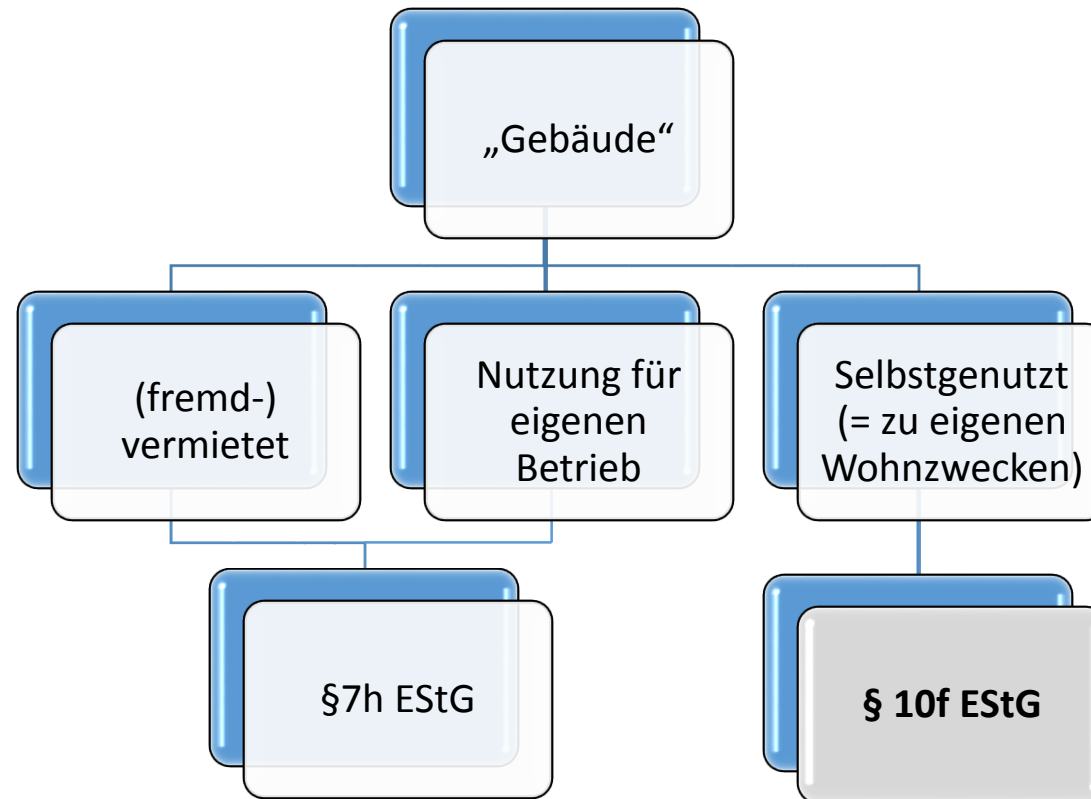 „Gebäude“
(fremd-)
vermietet
Nutzung für
eigenen
Betrieb
Selbstgenutzt
(= zu eigenen
Wohnzwecken)
§7h EStG
§ 10f EStG